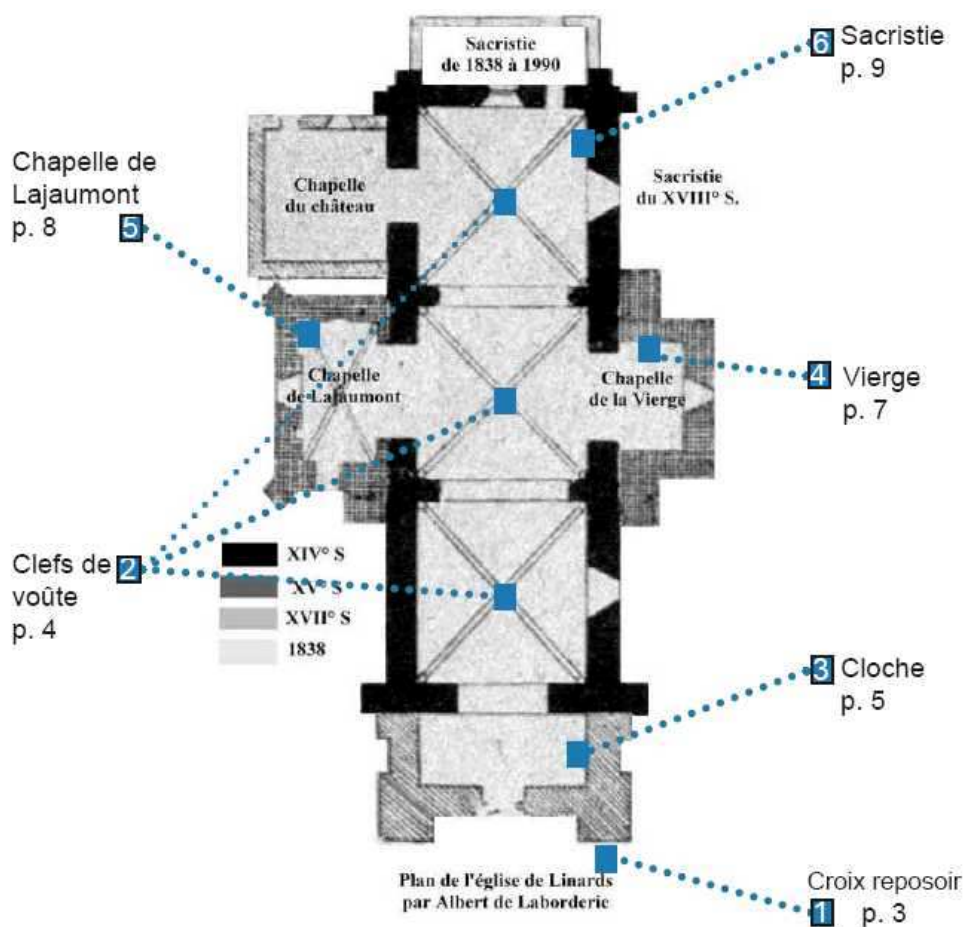 Sacristie
de 1838 à 1990
6 Sacristie
p. 9
Chapelle de
Lajaumont
p. 8
5
Chapelle
du château
Sacristie
du XVIII° S.
Chapelle
de Lajaumont
Chapelle
de la Vierge
4 Vierge
p. 7
Clefs de
voûte
p. 4
2
XIV° S
XV° S
XVII° S
1838
3 Cloche
p. 5
Plan de l'église de Linards
par Albert de Laborderie
Croix reposoir
1 p. 3